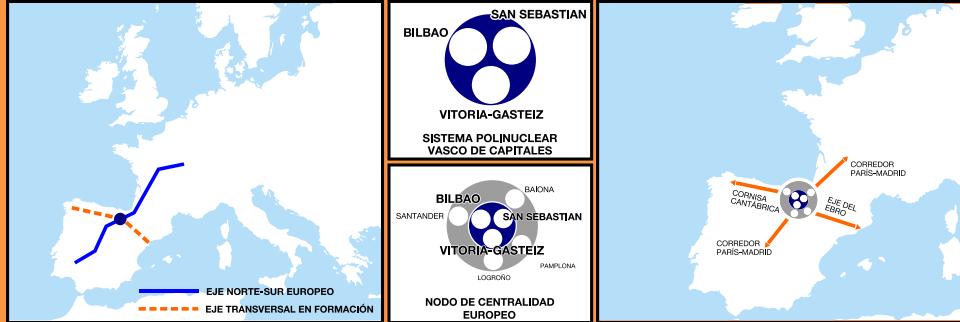 EJE NORTE-SUR EUROPEO
EJE TRANSVERSAL EN FORMACIÓN
SAN SEBASTIAN
BILBAO
VITORIA-GASTEIZ
SISTEMA POLINUCLEAR
VASCO DE CAPITALES
BAIONA
BILBAO
SANTANDER
SAN SEBASTIAN
VITORIA-GASTEIZ
PAMPLONA
LOGROÑO
NODO DE CENTRALIDAD
EUROPEO
CORREDOR
PARÍS-MADRID
CORNISA
CANTÁBRICA
EJE DEL
EBRO
CORREDOR
PARÍS-MADRID